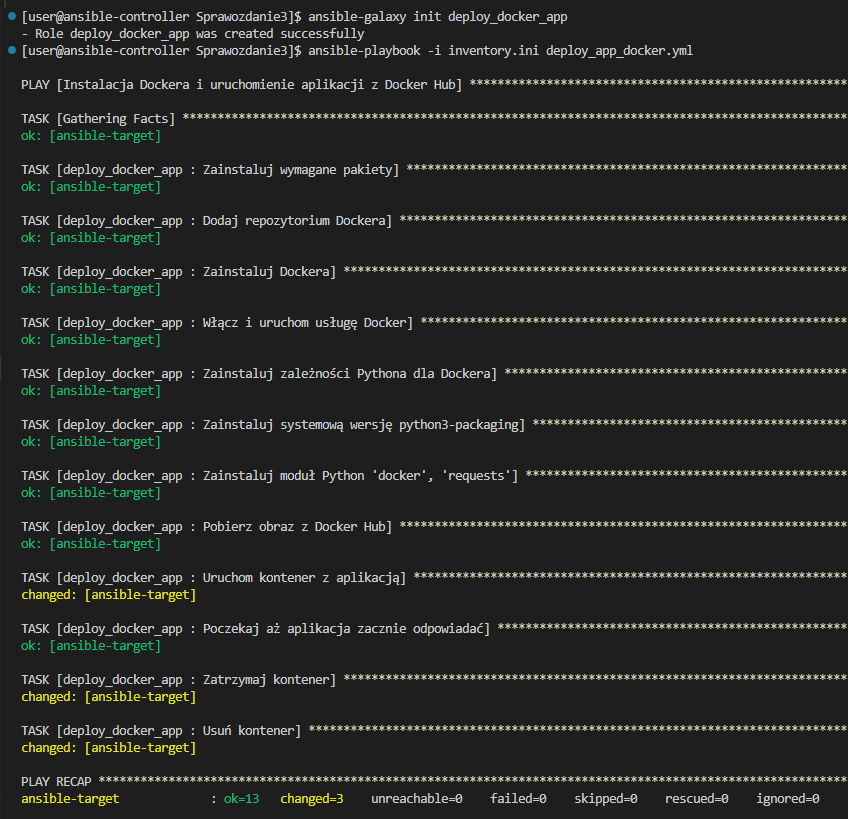 [user@ansible-controller Sprawozdanie3]$ ansible-galaxy init deploy_docker_app
- Role deploy_docker_app was created successfully
[user@ansible-controller Sprawozdanie3]$ ansible-playbook -i inventory.ini deploy_app_docker.yml
PLAY [Instalacja Dockera i uruchomienie aplikacji z Docker Hub] ******************************************************
TASK [Gathering Facts] ***********************************************************************************************
ok: [ansible-target]
TASK [deploy_docker_app : Zainstaluj wymagane pakiety] ***************************************************************
ok: [ansible-target]
TASK [deploy_docker_app : Dodaj repozytorium Dockera] ****************************************************************
ok: [ansible-target]
TASK [deploy_docker_app : Zainstaluj Dockera] ************************************************************************
ok: [ansible-target]
TASK [deploy_docker_app : Włącz i uruchom usługę Docker] *************************************************************
ok: [ansible-target]
TASK [deploy_docker_app : Zainstaluj zależności Pythona dla Dockera] *************************************************
ok: [ansible-target]
TASK [deploy_docker_app : Zainstaluj systemową wersję python3-packaging] *********************************************
ok: [ansible-target]
TASK [deploy_docker_app : Zainstaluj moduł Python 'docker', 'requests'] **********************************************
ok: [ansible-target]
TASK [deploy_docker_app : Pobierz obraz z Docker Hub] ****************************************************************
ok: [ansible-target]
TASK [deploy_docker_app : Uruchom kontener z aplikacją] **************************************************************
changed: [ansible-target]
TASK [deploy_docker_app : Poczekaj aż aplikacja zacznie odpowiadać] **************************************************
ok: [ansible-target]
TASK [deploy_docker_app : Zatrzymaj kontener] ************************************************************************
changed: [ansible-target]
TASK [deploy_docker_app : Usuń kontener] *****************************************************************************
changed: [ansible-target]
PLAY RECAP ***********************************************************************************************************
ansible-target             : ok=13   changed=3    unreachable=0    failed=0    skipped=0    rescued=0    ignored=0